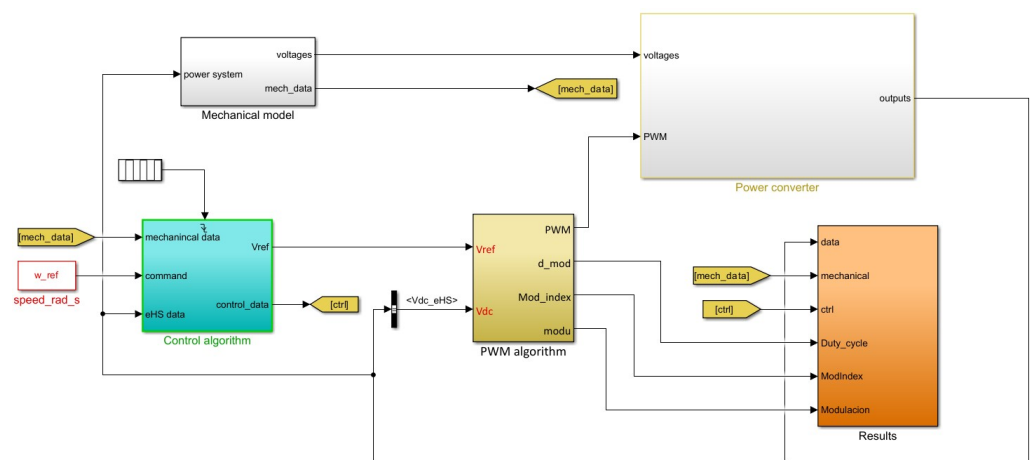 voltages
power system
mech_data
Mechanical model
[mech_data]
voltages
PWM
outputs
Power converter
[mech_data]
w_ref
speed_rad_s
mechanincal data
command
eHS data
Vref
control_data
Control algorithm
[ctrl]
<Vdc_eHS>
Vref
Vdc
PWM
d_mod
Mod_index
modu
PWM algorithm
[mech_data]
[ctrl]
data
mechanical
ctrl
Duty_cycle
ModIndex
Modulacion
Results